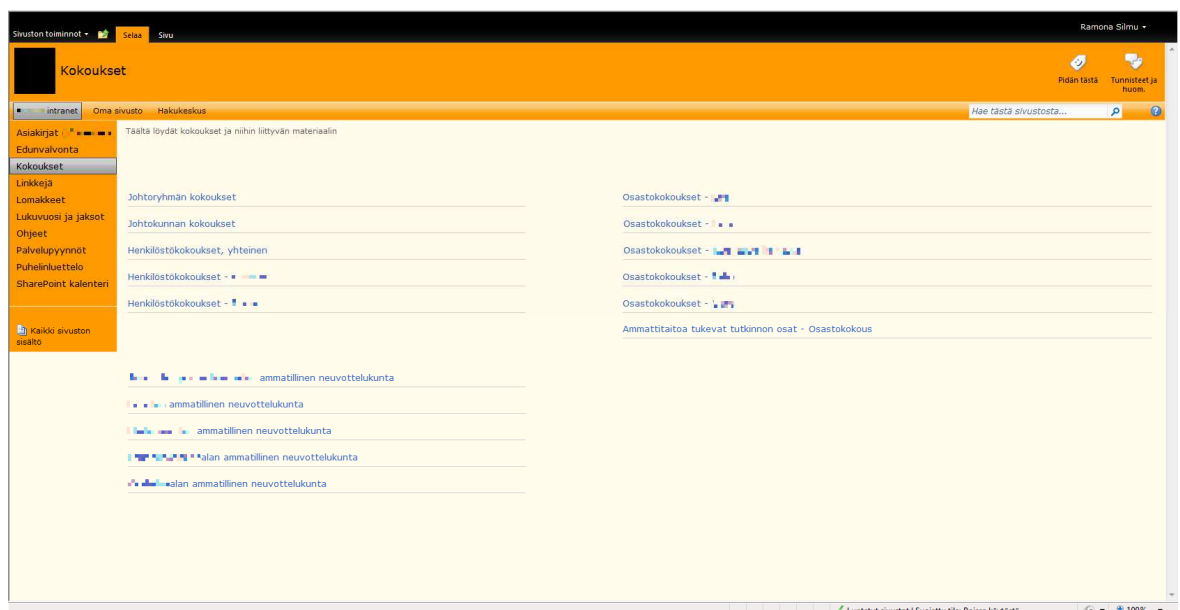 Ramona Silmu
Sivuston toiminnot
Selaa
Sivu
Kokoukset
Pidän tästä
Tunnisteet ja
huom.
intranet
Oma sivusto
Hakukeskus
Hae tästä sivustosta...
Asiakirjat
Edunvalvonta
Kokoukset
Linkkejä
Lomakkeet
Lukuvuosi ja jaksot
Ohjeet
Palvelupyynnöt
Puhelinluettelo
SharePoint kalenteri
Kaikki sivuston
sisältö
Täältä löydät kokoukset ja niihin liittyvän materiaalin
Johtoryhmän kokoukset
Johtokunnan kokoukset
Henkilöstökokoukset, yhteinen
Henkilöstökokoukset -
Henkilöstökokoukset -
Osastokokoukset -
Osastokokoukset -
Osastokokoukset -
Osastokokoukset -
Osastokokoukset -
Ammattitaitoa tukevat tutkinnon osat - Osastokokous
ammatillinen neuvottelukunta
ammatillinen neuvottelukunta
ammatillinen neuvottelukunta
alan ammatillinen neuvottelukunta
alan ammatillinen neuvottelukunta
100%